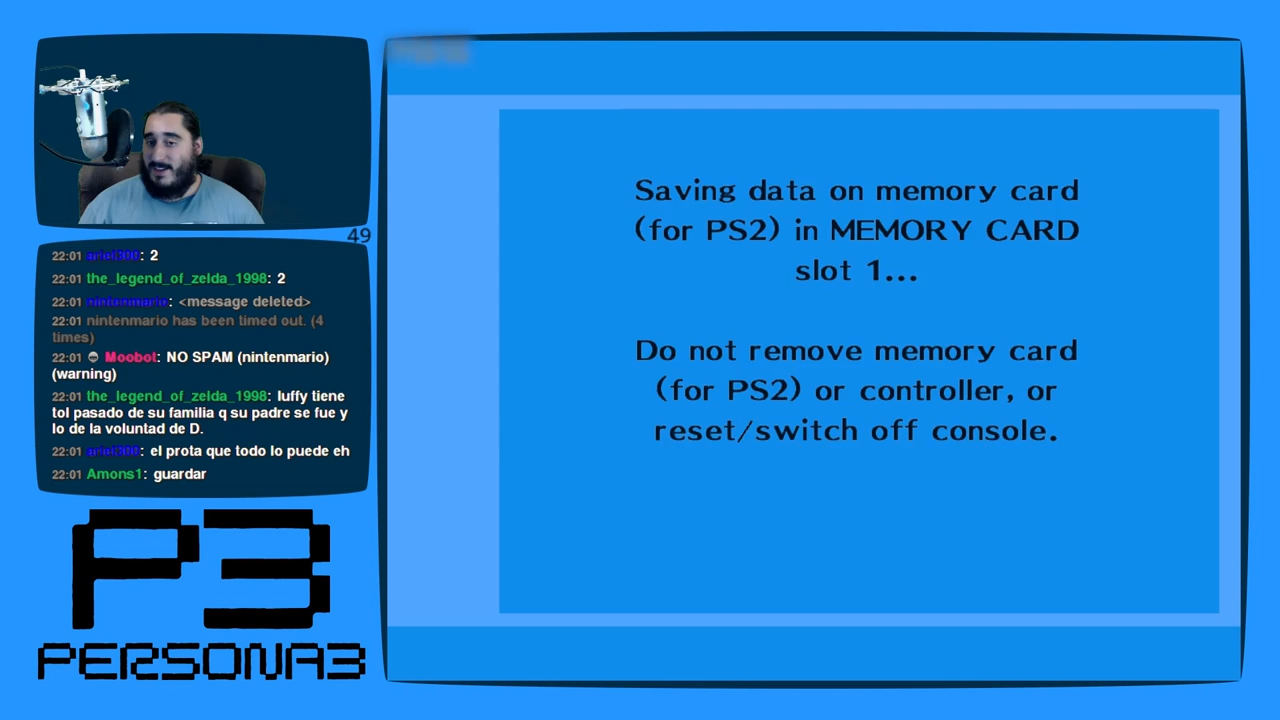 49
22:01 ariel300: 2
22:01 the_legend_of_zelda_1998: 2
22:01 nintenmario: <message deleted>
22:01 nintenmario has been timed out. (4
times)
22:01 Moobot: NO SPAM (nintenmario)
(warning)
22:01 the_legend_of_zelda_1998: luffy tiene
tol pasado de su familia q su padre se fue y
lo de la voluntad de D.
22:01 el prota que todo lo puede eh
22:01 Amons1: guardar
P3
PERSONA3
Saving data on memory card
(for PS2) in MEMORY CARD
slot 1...
Do not remove memory card
(for PS2) or controller, or
reset/switch off console.